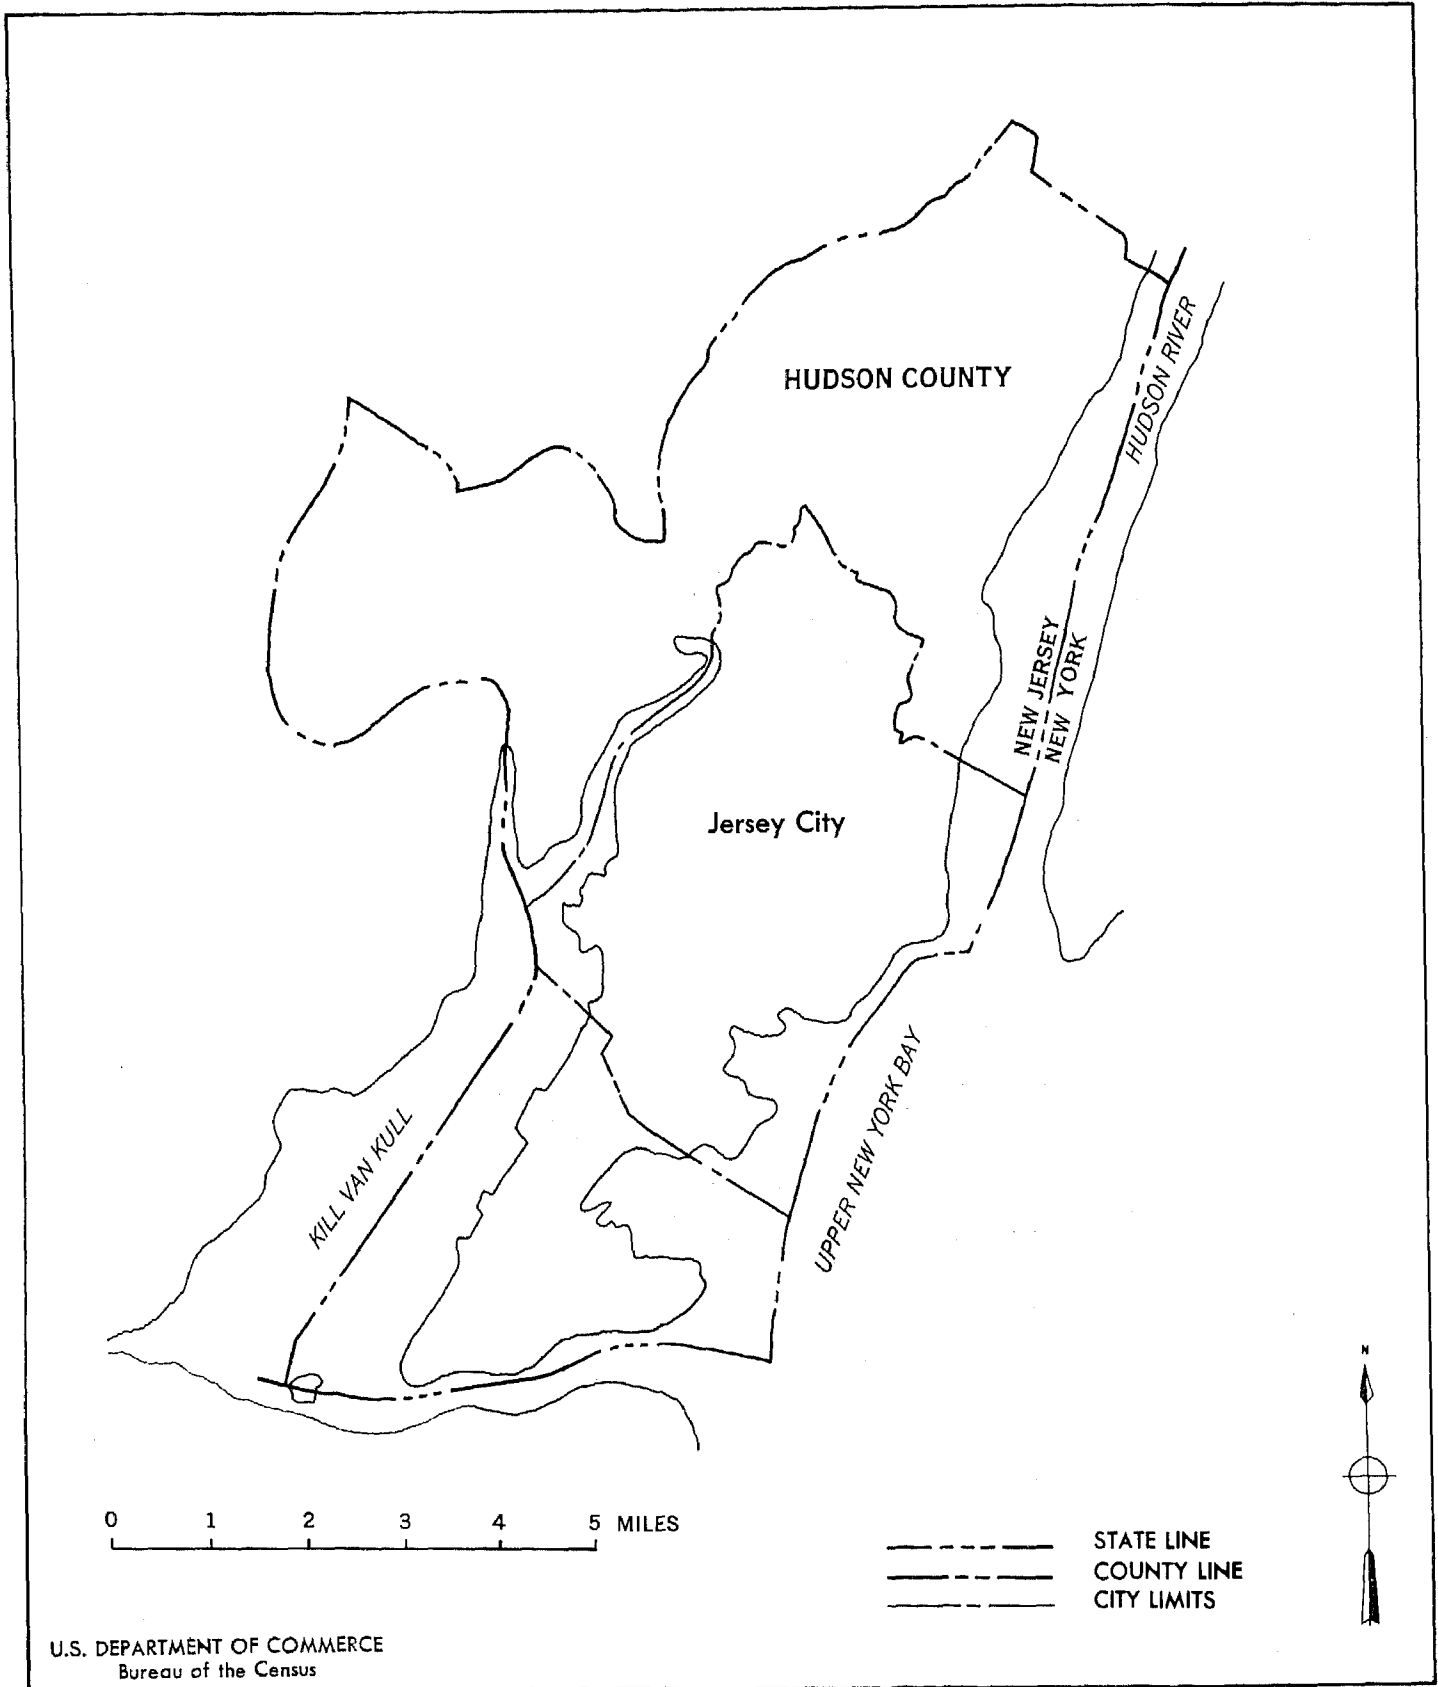 HUDSON COUNTY
HUDSON RIVER
NEW JERSEY
NEW YORK
Jersey City
UPPER NEW YORK BAY
KILL VAN KULL
N
0 1 2 3 4 5 MILES
STATE LINE
COUNTY LINE
CITY LIMITS
U.S. DEPARTMENT OF COMMERCE
Bureau of the Census